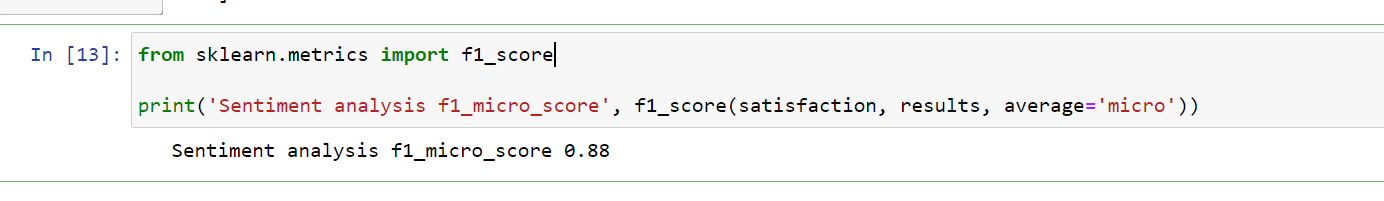 In [13]: from sklearn.metrics import f1_score
print('Sentiment analysis f1_micro_score', f1_score(satisfaction, results, average='micro'))
Sentiment analysis f1_micro_score 0.88